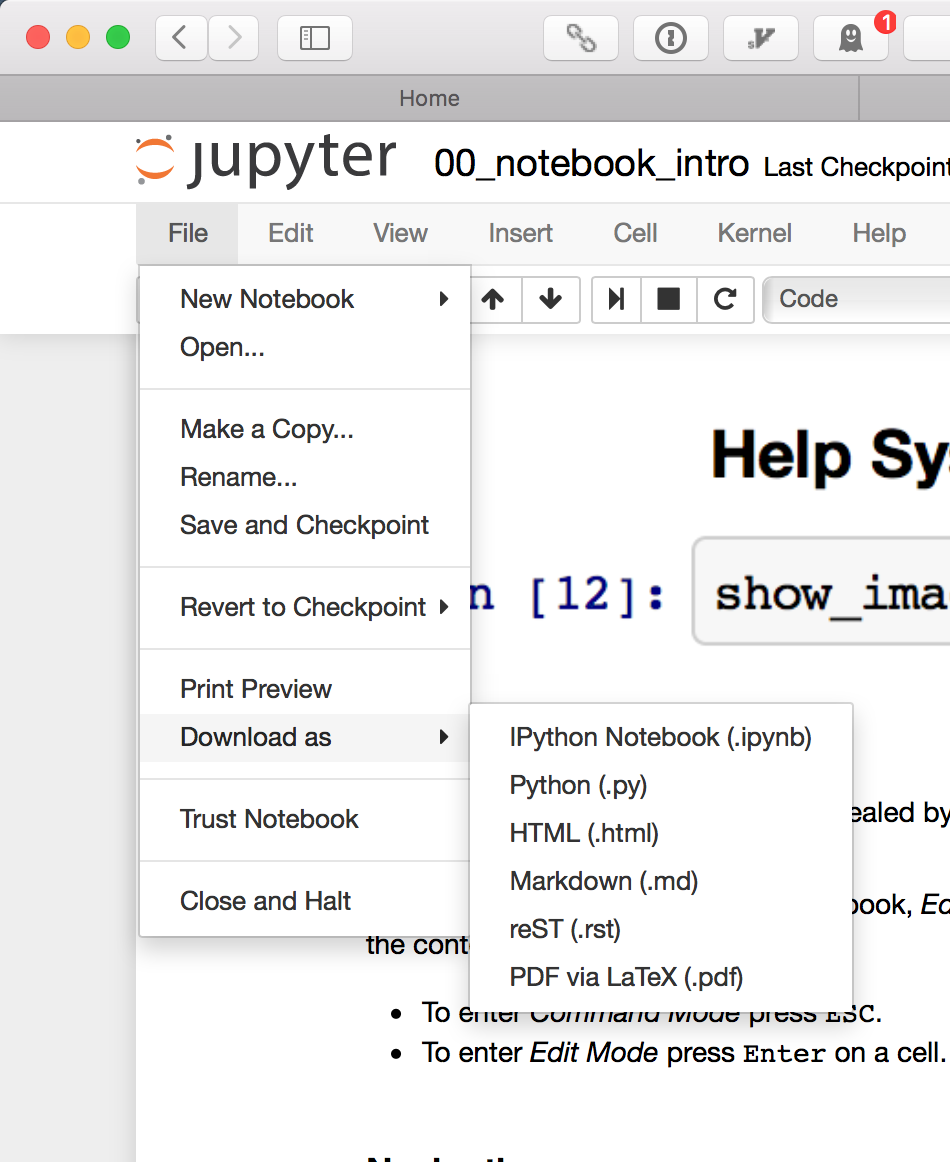 1
Home
jupyter 00_notebook_intro Last Checkpoint
File Edit View Insert Cell Kernel Help
New Notebook
Code
Open...
Help Sys
Make a Copy...
Rename...
Save and Checkpoint
Revert to Checkpoint
n [12]: show_ima
Print Preview
Download as
IPython Notebook (.ipynb)
Python (.py)
HTML (.html)
Markdown (.md)
reST (.rst)
PDF via LaTeX (.pdf)
Trust Notebook
Close and Halt
ealed by
book, Ed
the cont
• To enter Command Mode press ESC.
• To enter Edit Mode press Enter on a cell.